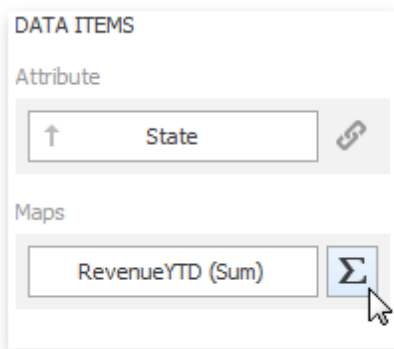 DATA ITEMS
Attribute
↑ State
Maps
RevenueYTD (Sum) Σ